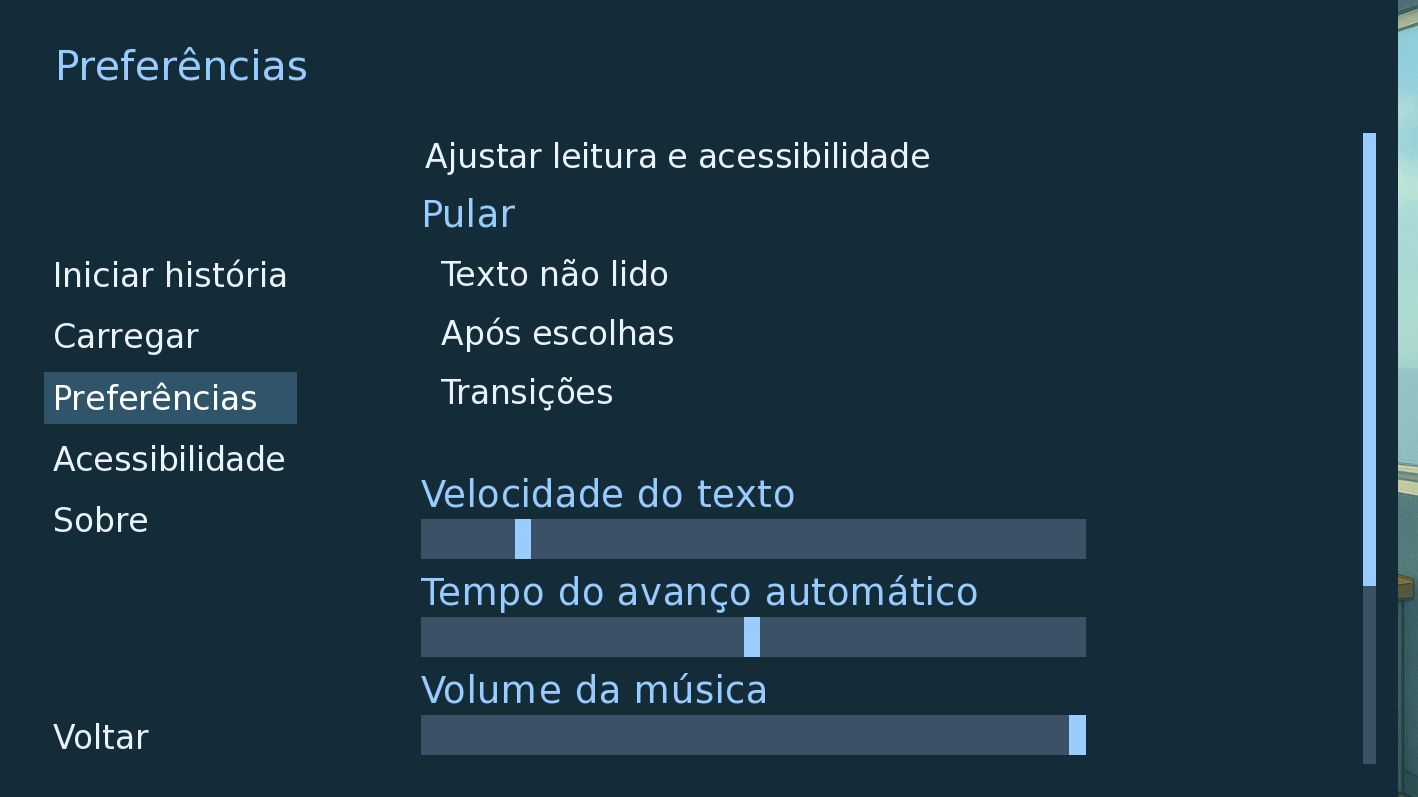 Preferências
Iniciar história
Carregar
Preferências
Acessibilidade
Sobre
Voltar
Ajustar leitura e acessibilidade
Pular
Texto não lido
Após escolhas
Transições
Velocidade do texto
Tempo do avanço automático
Volume da música